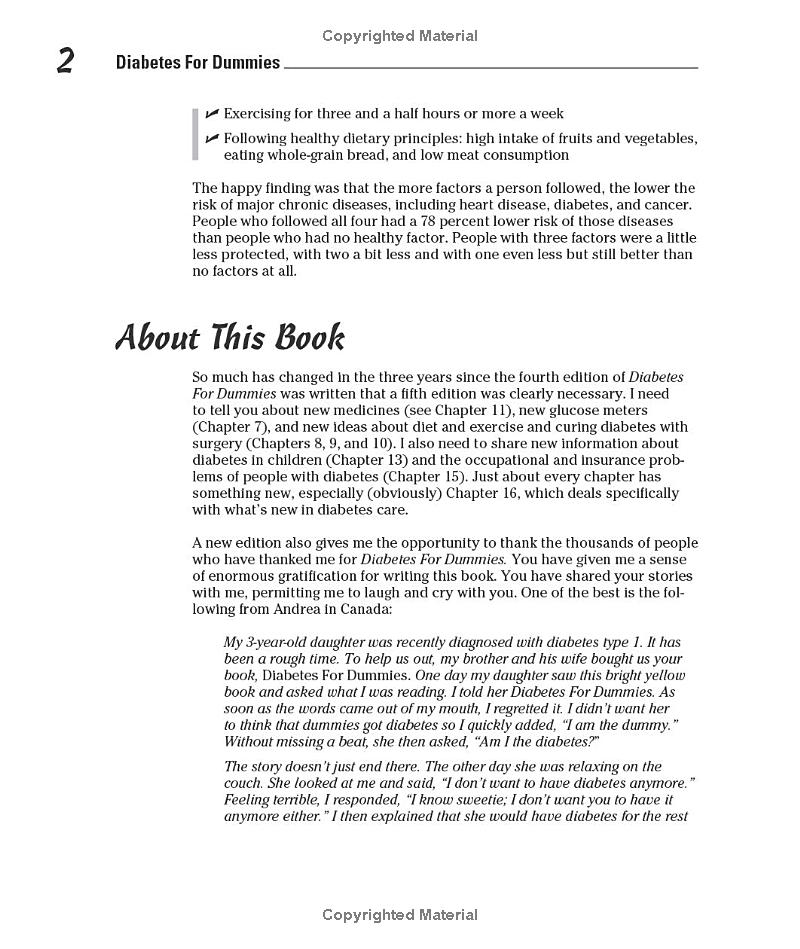 Copyrighted Material
2 Diabetes For Dummies
✓ Exercising for three and a half hours or more a week
✓ Following healthy dietary principles: high intake of fruits and vegetables,
eating whole-grain bread, and low meat consumption
The happy finding was that the more factors a person followed, the lower the
risk of major chronic diseases, including heart disease, diabetes, and cancer.
People who followed all four had a 78 percent lower risk of those diseases
than people who had no healthy factor. People with three factors were a little
less protected, with two a bit less and with one even less but still better than
no factors at all.
About This Book
So much has changed in the three years since the fourth edition of Diabetes
For Dummies was written that a fifth edition was clearly necessary. I need
to tell you about new medicines (see Chapter 11), new glucose meters
(Chapter 7), and new ideas about diet and exercise and curing diabetes with
surgery (Chapters 8, 9, and 10). I also need to share new information about
diabetes in children (Chapter 13) and the occupational and insurance prob-
lems of people with diabetes (Chapter 15). Just about every chapter has
something new, especially (obviously) Chapter 16, which deals specifically
with what's new in diabetes care.
A new edition also gives me the opportunity to thank the thousands of people
who have thanked me for Diabetes For Dummies. You have given me a sense
of enormous gratification for writing this book. You have shared your stories
with me, permitting me to laugh and cry with you. One of the best is the fol-
lowing from Andrea in Canada:
My 3-year-old daughter was recently diagnosed with diabetes type 1. It has
been a rough time. To help us out, my brother and his wife bought us your
book, Diabetes For Dummies. One day my daughter saw this bright yellow
book and asked what I was reading. I told her Diabetes For Dummies. As
soon as the words came out of my mouth, I regretted it. I didn't want her
to think that dummies got diabetes so I quickly added, "I am the dummy."
Without missing a beat, she then asked, "Am I the diabetes?"
The story doesn't just end there. The other day she was relaxing on the
couch. She looked at me and said, "I don't want to have diabetes anymore."
Feeling terrible, I responded, "I know sweetie; I don't want you to have it
anymore either." I then explained that she would have diabetes for the rest
Copyrighted Material